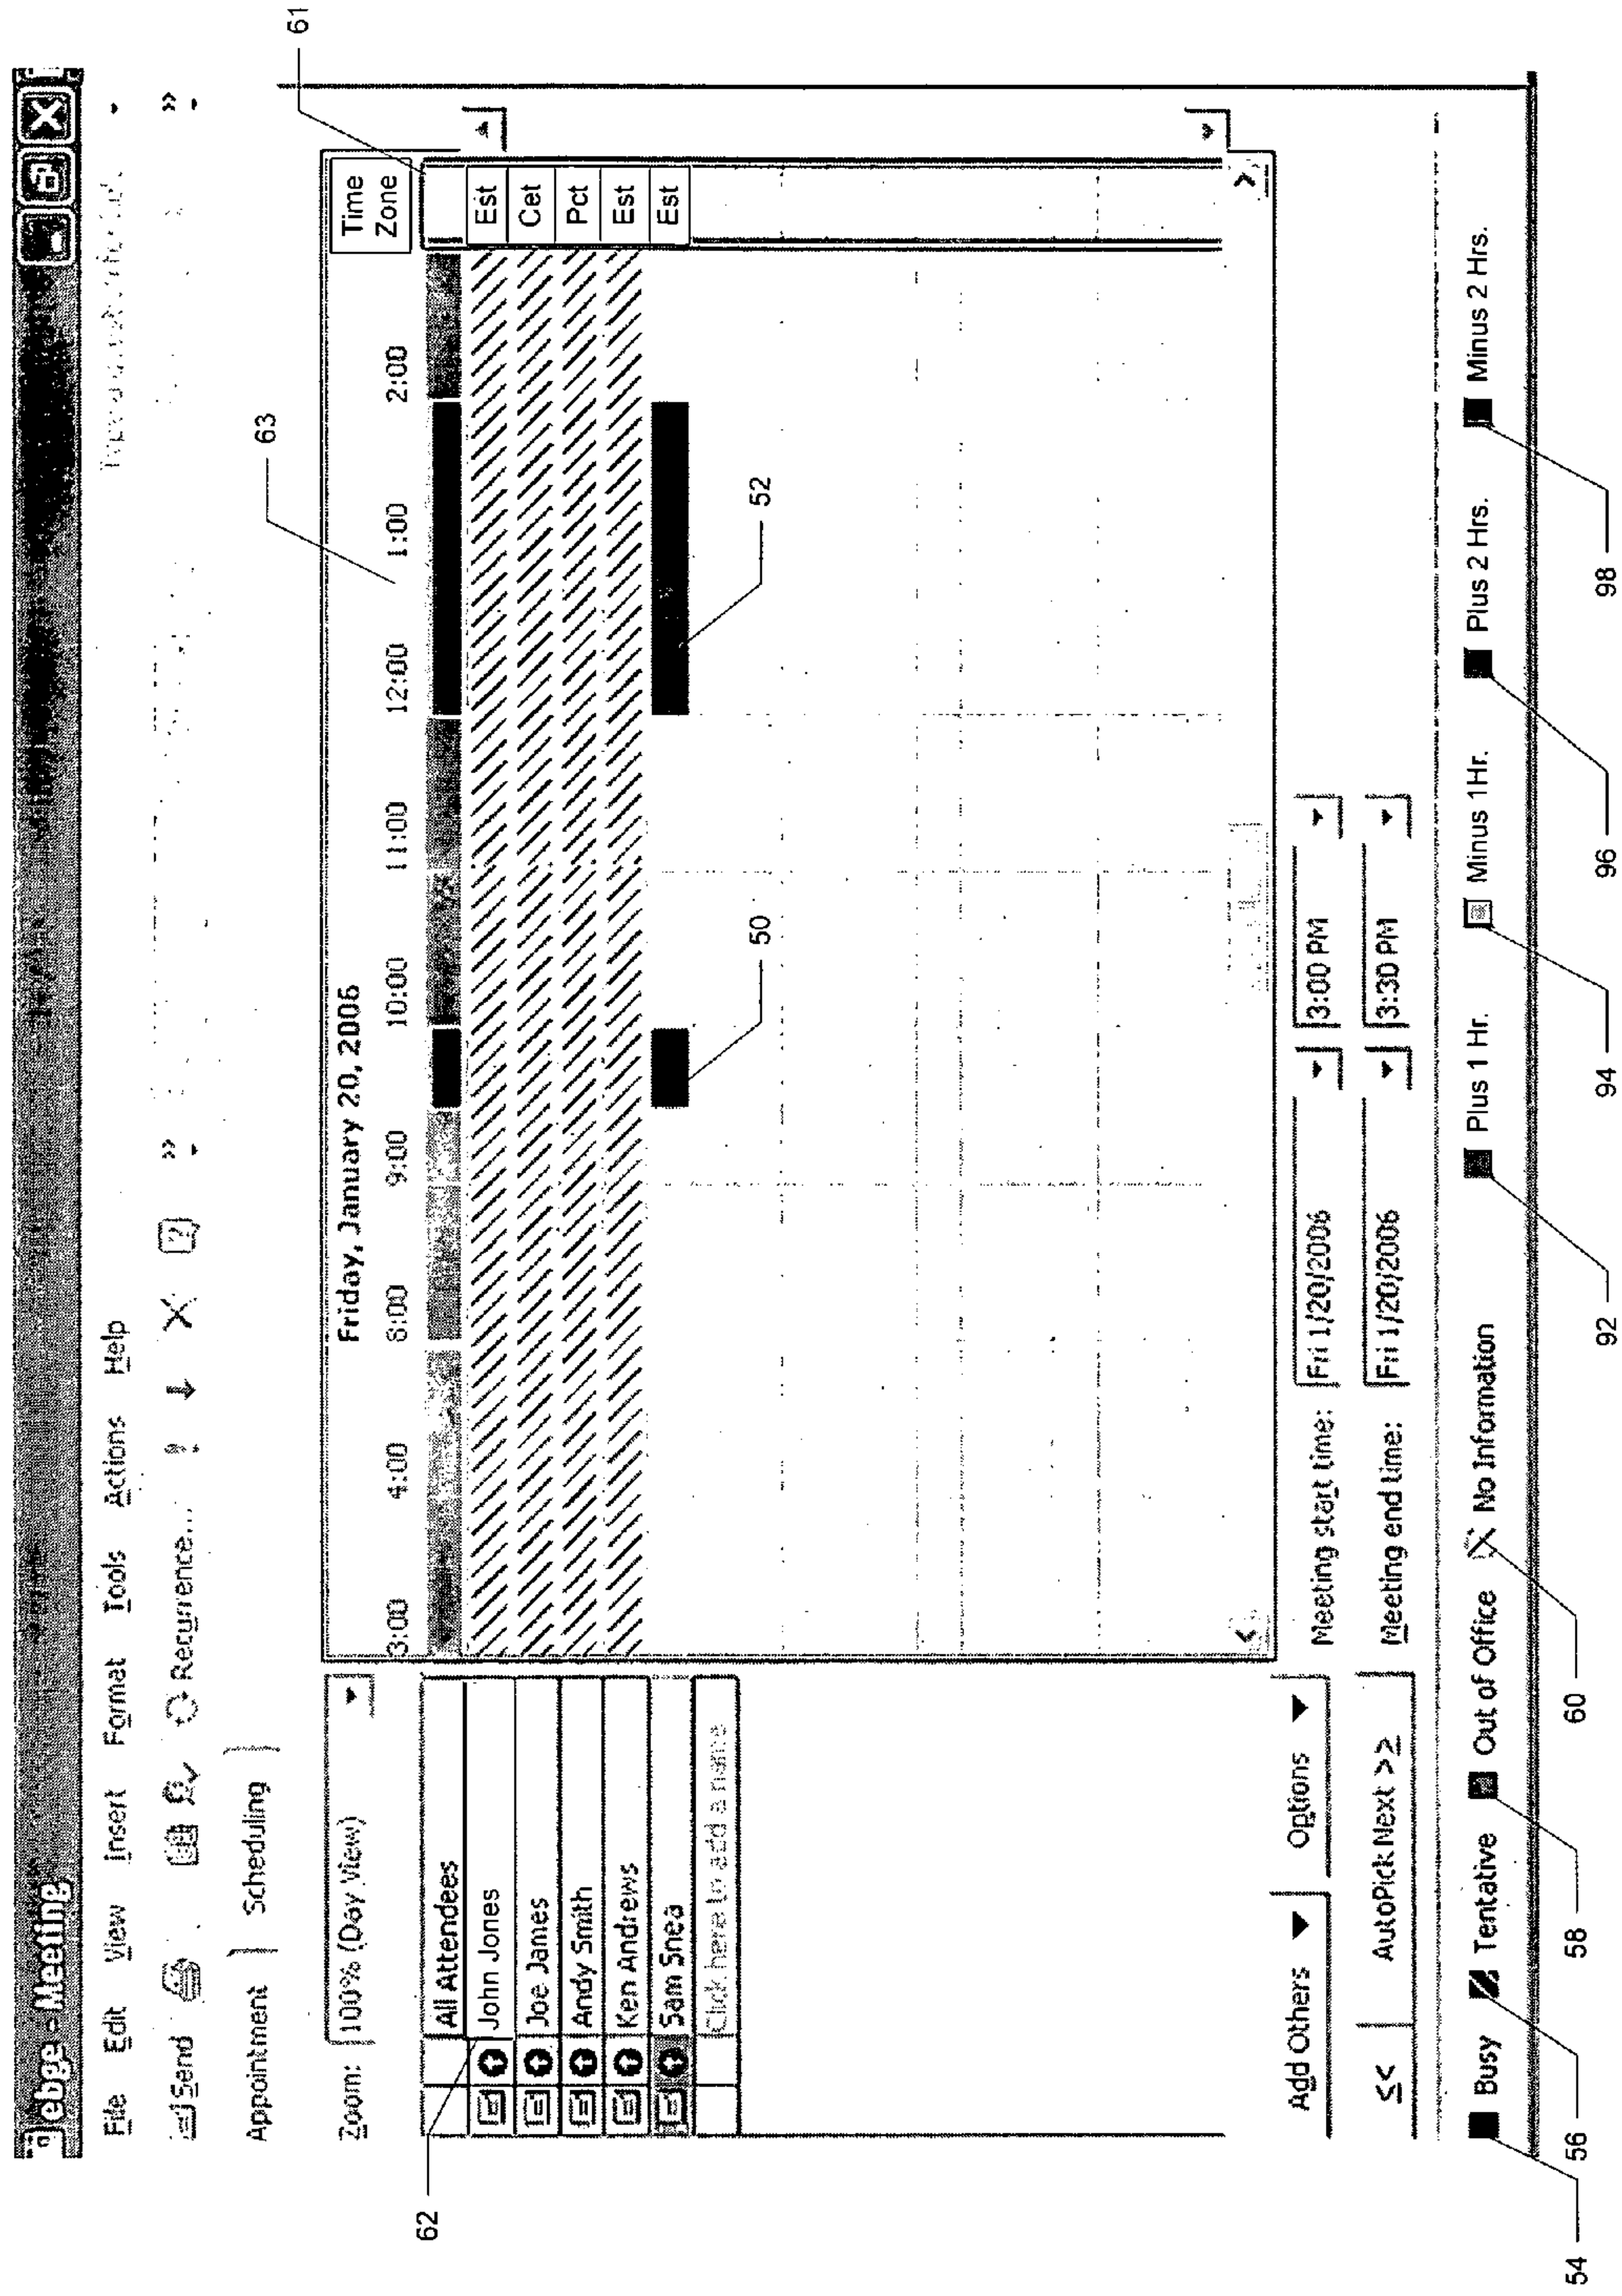 ebge - Meeting
File Edit View Insert Format Tools Actions Help
Send Recurrence... ! ↓ X ? »
Appointment Scheduling
Zoom: 100% (Day View)
Friday, January 20, 2006
3:00 4:00 8:00 9:00 10:00 11:00 12:00 1:00 2:00
Time Zone
All Attendees
John Jones Est
Joe James Cet
Andy Smith Pct
Ken Andrews Est
Sam Snea Est
Click here to add a name
Add Others Options
Meeting start time: Fri 1/20/2006 3:00 PM
<< AutoPick Next >>
Meeting end time: Fri 1/20/2006 3:30 PM
Busy Tentative Out of Office No Information Plus 1 Hr. Minus 1Hr. Plus 2 Hrs. Minus 2 Hrs.
61
63
62
50
52
54
56
58
60
92
94
96
98